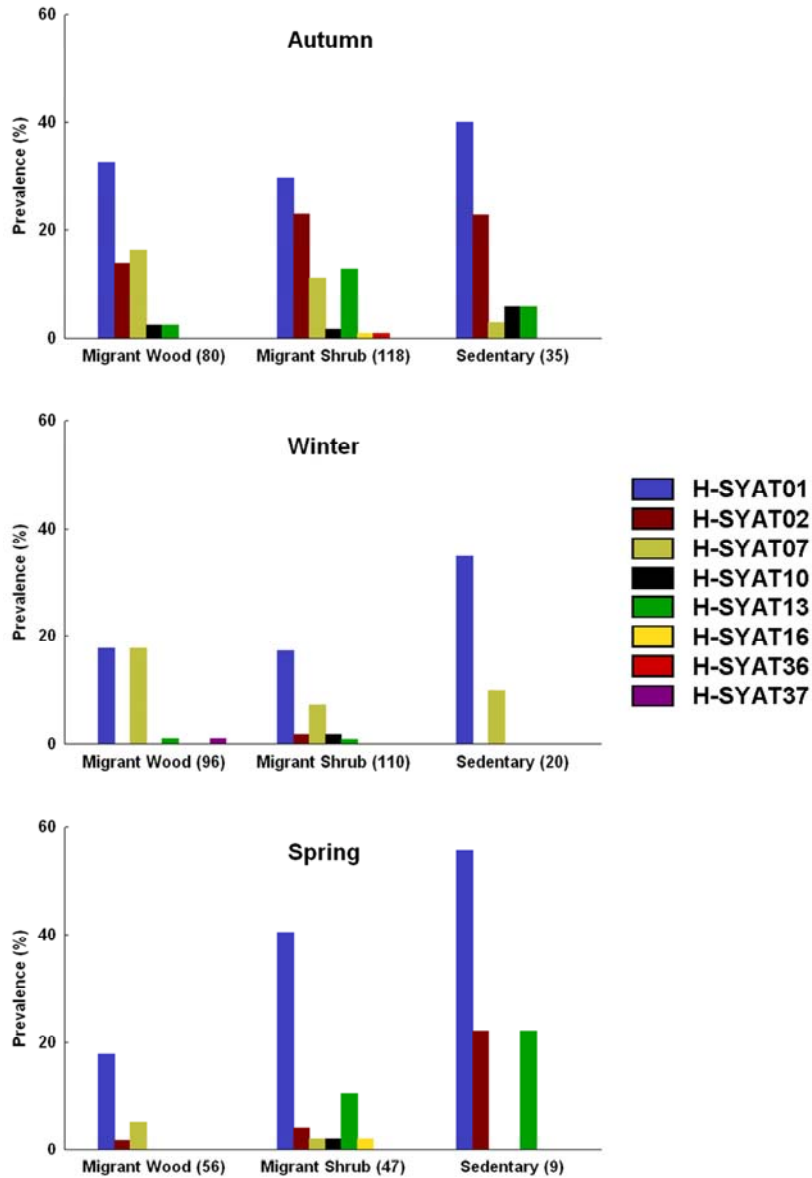 60
Autumn
40
20
0
Prevalence (%)
Migrant Wood (80) Migrant Shrub (118) Sedentary (35)
60
Winter
40
20
0
Prevalence (%)
Migrant Wood (96) Migrant Shrub (110) Sedentary (20)
H-SYAT01
H-SYAT02
H-SYAT07
H-SYAT10
H-SYAT13
H-SYAT16
H-SYAT36
H-SYAT37
60
Spring
40
20
0
Prevalence (%)
Migrant Wood (56) Migrant Shrub (47) Sedentary (9)